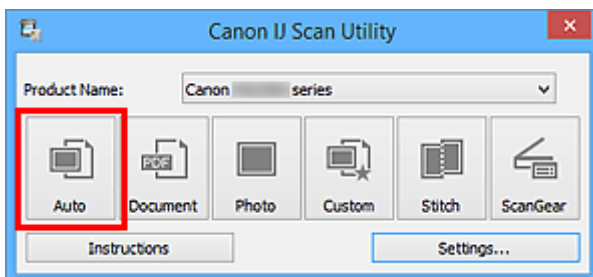 Canon IJ Scan Utility
Product Name: Canon series
PDF
Auto Document Photo Custom Stitch ScanGear
Instructions Settings...